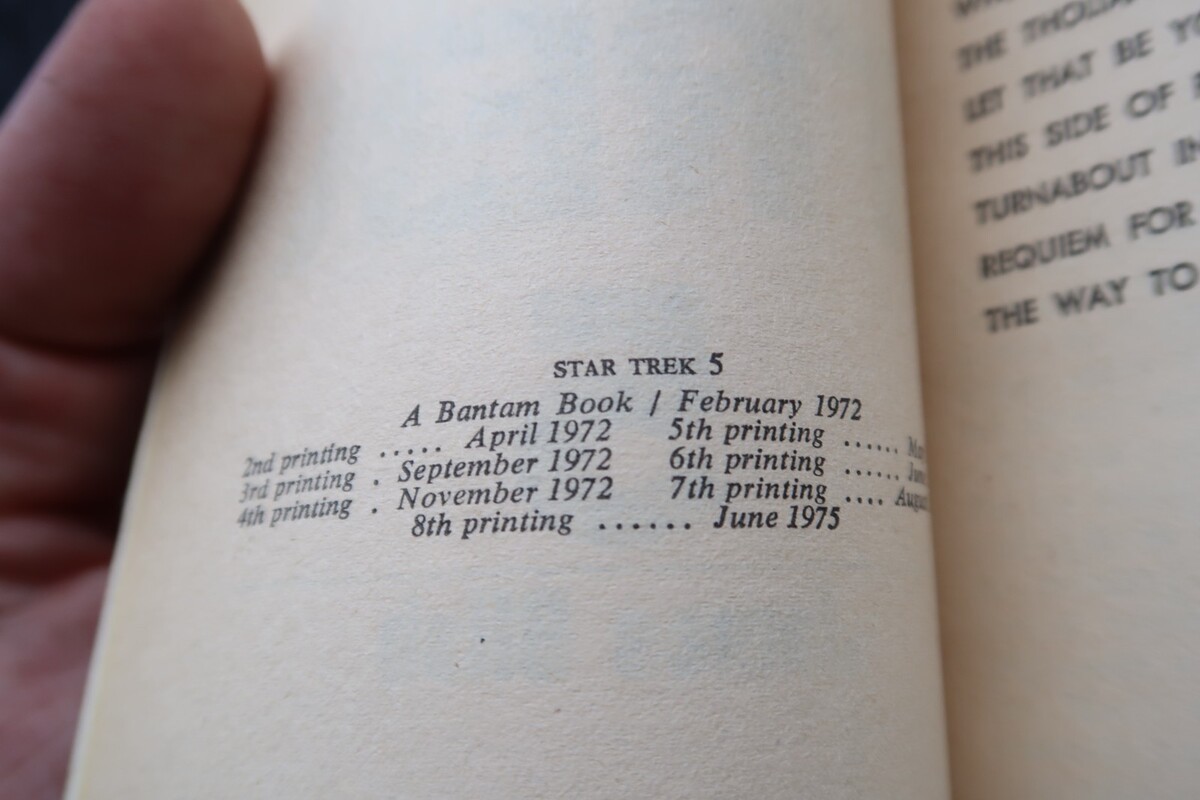 STAR TREK 5
A Bantam Book / February 1972
2nd printing ..... April 1972 5th printing ......
3rd printing . September 1972 6th printing ......
4th printing . November 1972 7th printing ....
8th printing ...... June 1975
THE
LET THAT BE
THIS SIDE OF
TURNABOUT
REQUIEM FOR
THE WAY TO